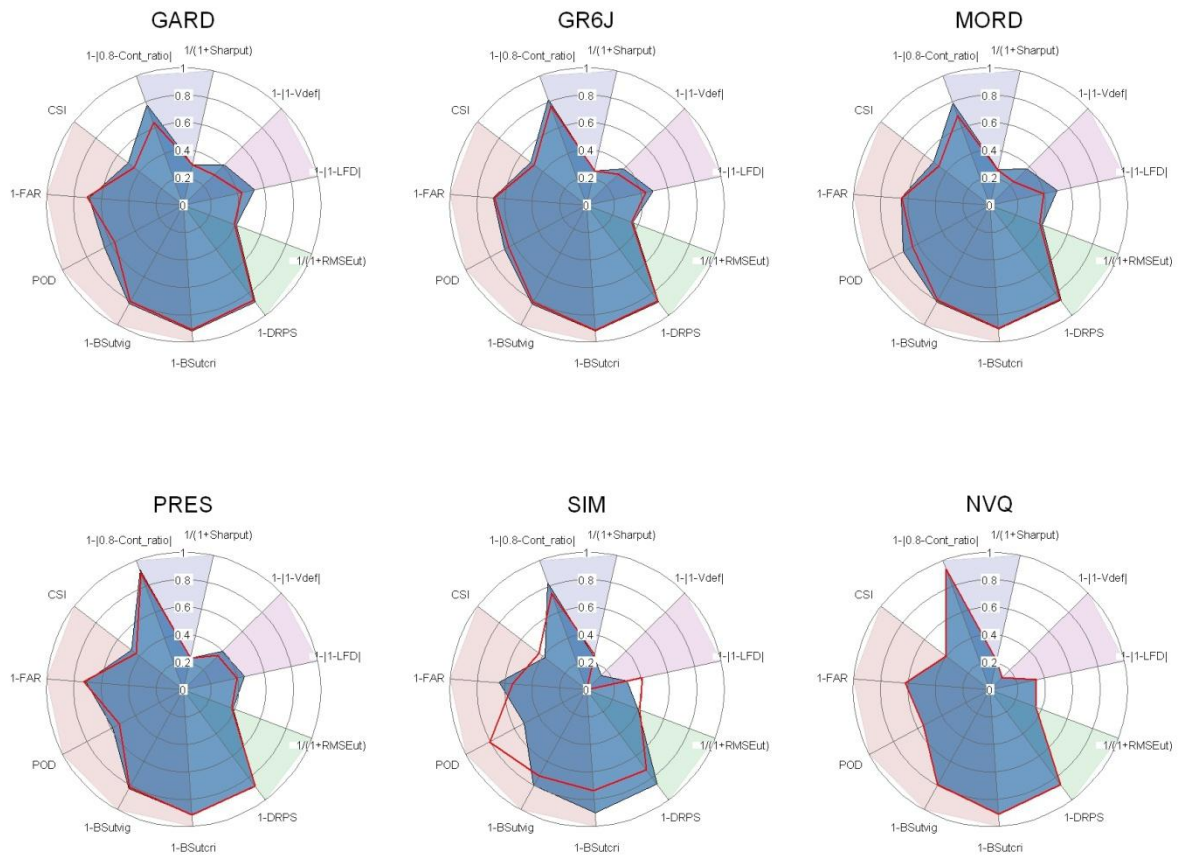 GARD
1-|0.8-Cont_ratio|
1/(1+Sharput)
1-|1-Vdef|
1-|1-LFD|
1/(1+RMSEut)
1-DRPS
1-BSutcri
1-BSutvig
POD
1-FAR
CSI
1
0.8
0.6
0.4
0.2
0
GR6J
1-|0.8-Cont_ratio|
1/(1+Sharput)
1-|1-Vdef|
1-|1-LFD|
1/(1+RMSEut)
1-DRPS
1-BSutcri
1-BSutvig
POD
1-FAR
CSI
1
0.8
0.6
0.4
0.2
0
MORD
1-|0.8-Cont_ratio|
1/(1+Sharput)
1-|1-Vdef|
1-|1-LFD|
1/(1+RMSEut)
1-DRPS
1-BSutcri
1-BSutvig
POD
1-FAR
CSI
1
0.8
0.6
0.4
0.2
0
PRES
1-|0.8-Cont_ratio|
1/(1+Sharput)
1-|1-Vdef|
1-|1-LFD|
1/(1+RMSEut)
1-DRPS
1-BSutcri
1-BSutvig
POD
1-FAR
CSI
1
0.8
0.6
0.4
0.2
0
SIM
1-|0.8-Cont_ratio|
1/(1+Sharput)
1-|1-Vdef|
1-|1-LFD|
1/(1+RMSEut)
1-DRPS
1-BSutcri
1-BSutvig
POD
1-FAR
CSI
1
0.8
0.6
0.4
0.2
0
NVQ
1-|0.8-Cont_ratio|
1/(1+Sharput)
1-|1-Vdef|
1-|1-LFD|
1/(1+RMSEut)
1-DRPS
1-BSutcri
1-BSutvig
POD
1-FAR
CSI
1
0.8
0.6
0.4
0.2
0